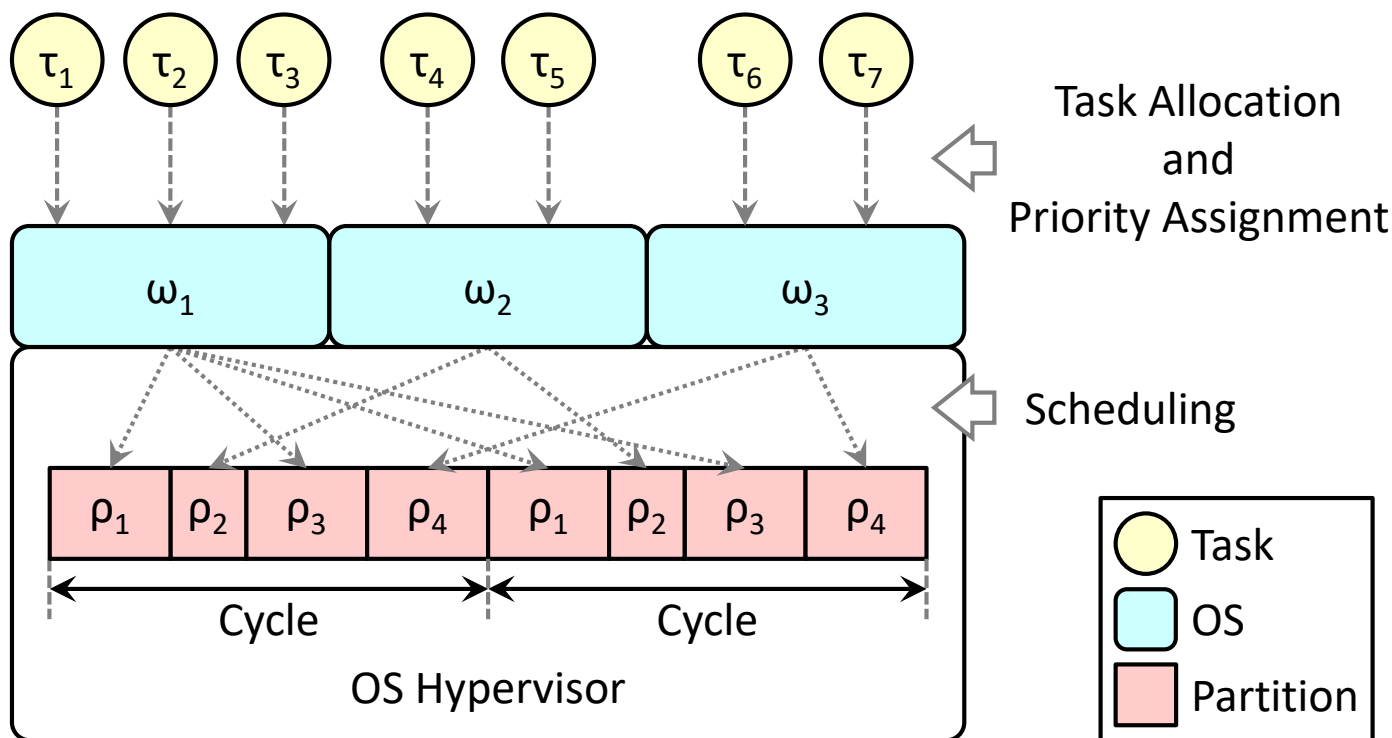 τ1 τ2 τ3 τ4 τ5 τ6 τ7
Task Allocation
and
Priority Assignment
ω1 ω2 ω3
Scheduling
ρ1 ρ2 ρ3 ρ4 ρ1 ρ2 ρ3 ρ4
Cycle Cycle
OS Hypervisor
Task
OS
Partition